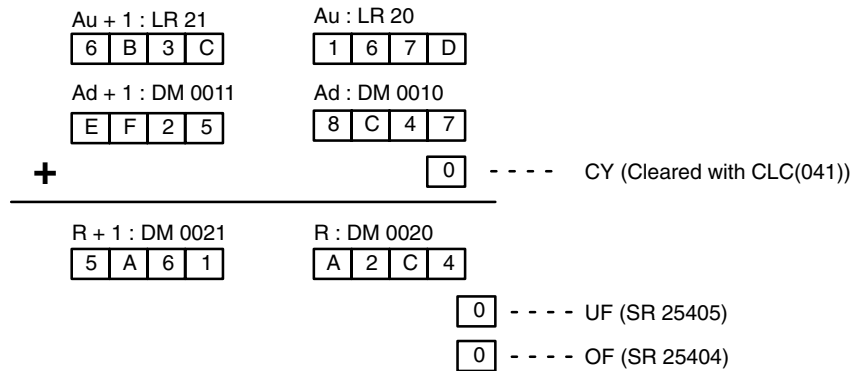 Au + 1 : LR 21 Au : LR 20
6 B 3 C 1 6 7 D
Ad + 1 : DM 0011 Ad : DM 0010
E F 2 5 8 C 4 7
+ 0 - - - - CY (Cleared with CLC(041))
R + 1 : DM 0021 R : DM 0020
5 A 6 1 A 2 C 4
0 - - - - UF (SR 25405)
0 - - - - OF (SR 25404)